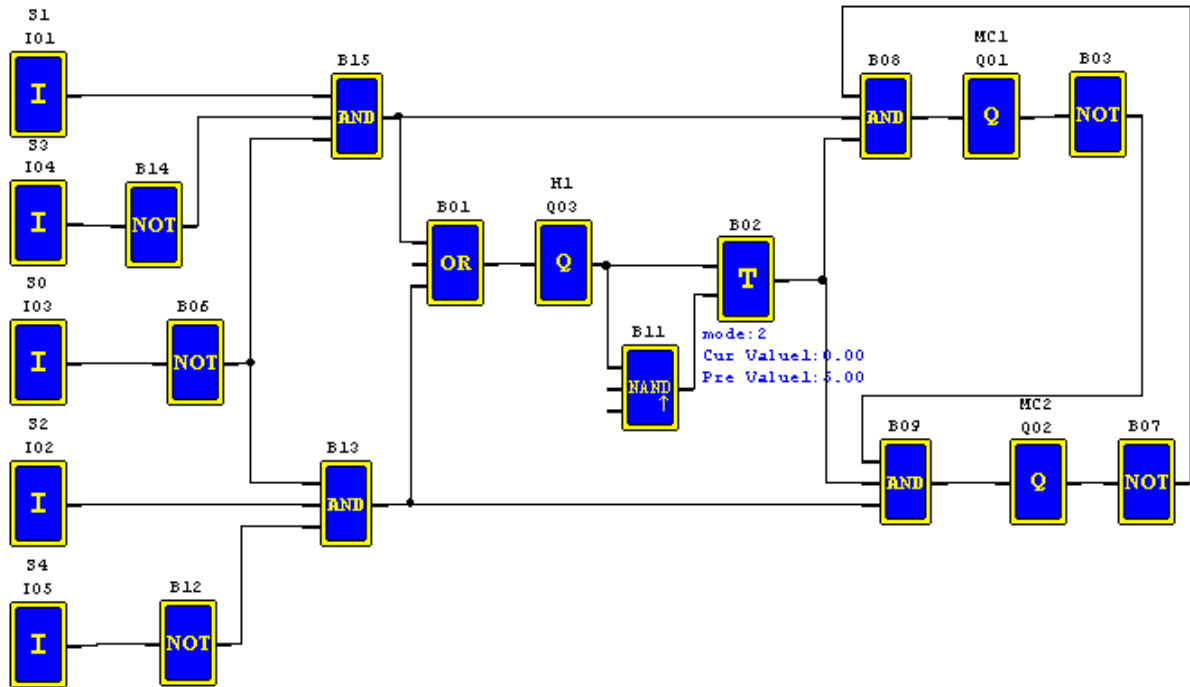 S1
I01
I
S3
I04
I
B14
NOT
S0
I03
I
B06
NOT
S2
I02
I
S4
I05
I
B12
NOT
B15
AND
B13
AND
B01
OR
H1
Q03
Q
B11
NAND
↑
B02
T
mode:2
Cur Value1:0.00
Pre Value1:5.00
B08
AND
MC1
Q01
Q
B03
NOT
B09
AND
MC2
Q02
Q
B07
NOT